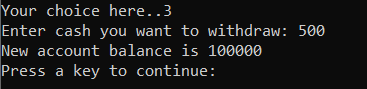 Your choice here..3
Enter cash you want to withdraw: 500
New account balance is 100000
Press a key to continue: